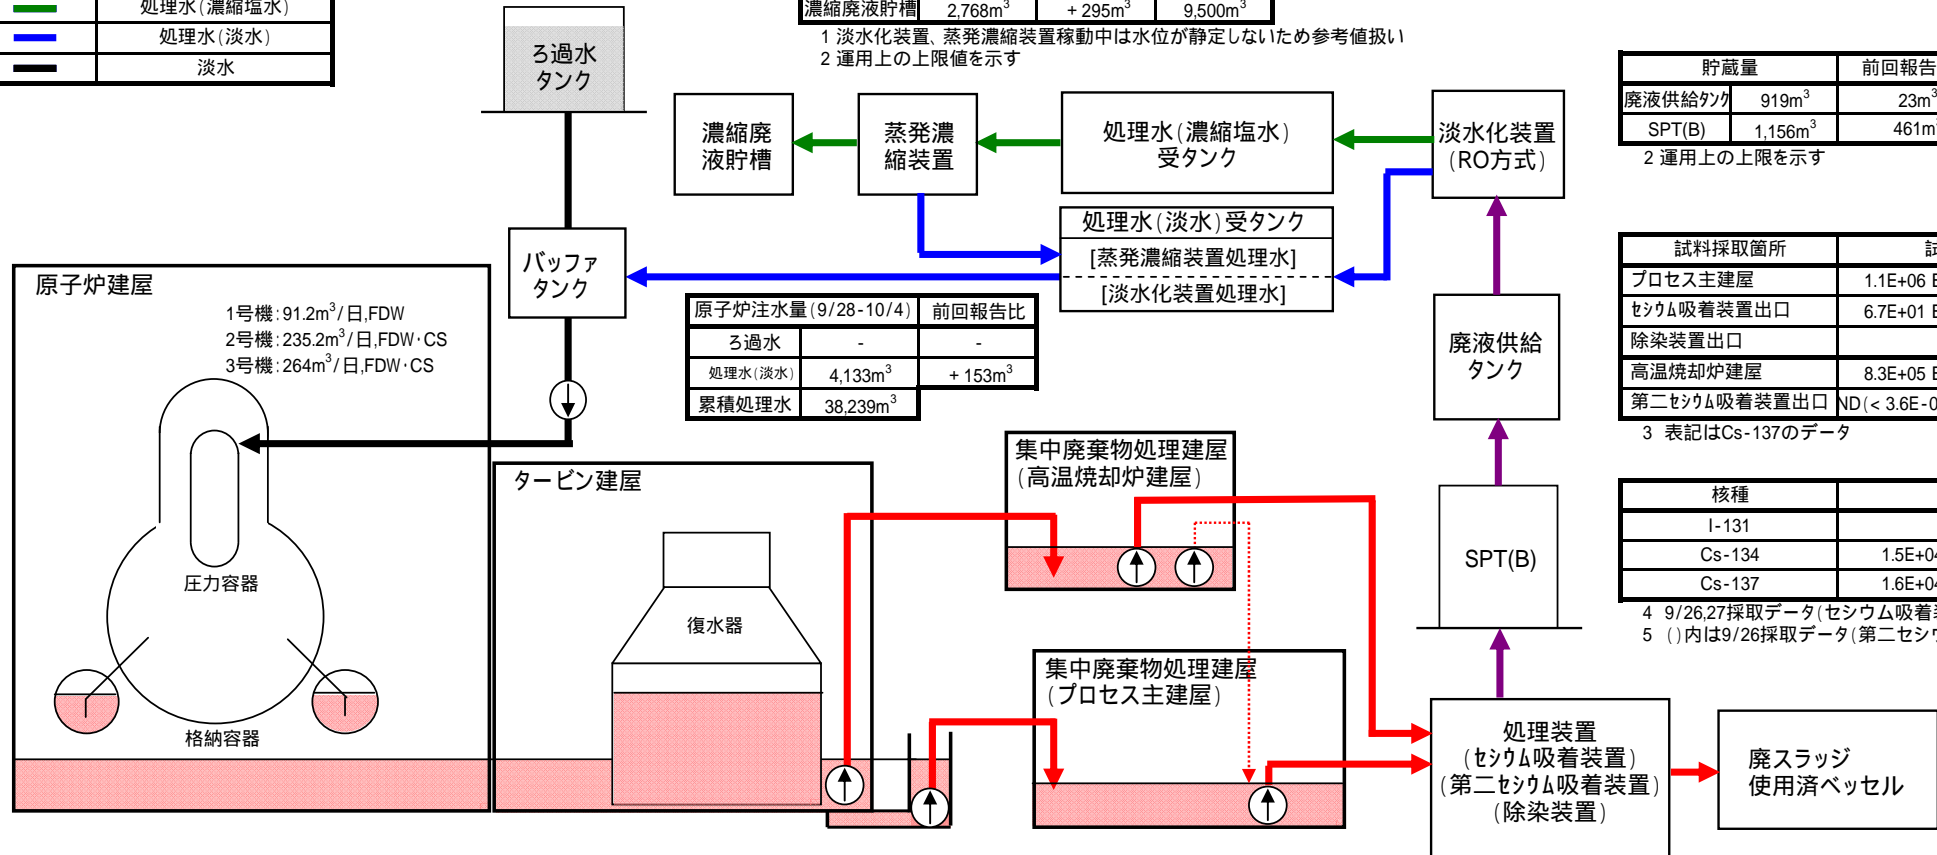 処理水(濃縮塩水)
処理水(淡水)
淡水
ろ過水
タンク
濃縮廃液貯槽 2,768m³ +295m³ 9,500m³
1 淡水化装置、蒸発濃縮装置稼動中は水位が静定しないため参考値扱い
2 運用上の上限値を示す
貯蔵量 前回報告
廃液供給タンク 919m³ 23m³
SPT(B) 1,156m³ 461m
2 運用上の上限を示す
濃縮廃
液貯槽
蒸発濃
縮装置
処理水(濃縮塩水)
受タンク
淡水化装置
(RO方式)
処理水(淡水)受タンク
[蒸発濃縮装置処理水]
[淡水化装置処理水]
バッファ
タンク
原子炉建屋
1号機:91.2m³/日,FDW
2号機:235.2m³/日,FDW・CS
3号機:264m³/日,FDW・CS
原子炉注水量(9/28-10/4) 前回報告比
ろ過水 - -
処理水(淡水) 4,133m³ +153m³
累積処理水 38,239m³
廃液供給
タンク
試料採取箇所
プロセス主建屋 1.1E+06
セシウム吸着装置出口 6.7E+01
除染装置出口
高温焼却炉建屋 8.3E+05
第二セシウム吸着装置出口 ND(<3.6E-0
3 表記はCs-137のデータ
核種
I-131
Cs-134 1.5E+04
Cs-137 1.6E+04
4 9/26,27採取データ(セシウム吸着
5 ()内は9/26採取データ(第二セシ
圧力容器
格納容器
タービン建屋
復水器
集中廃棄物処理建屋
(高温焼却炉建屋)
SPT(B)
集中廃棄物処理建屋
(プロセス主建屋)
処理装置
(セシウム吸着装置)
(第二セシウム吸着装置)
(除染装置)
廃スラッジ
使用済ベッセル